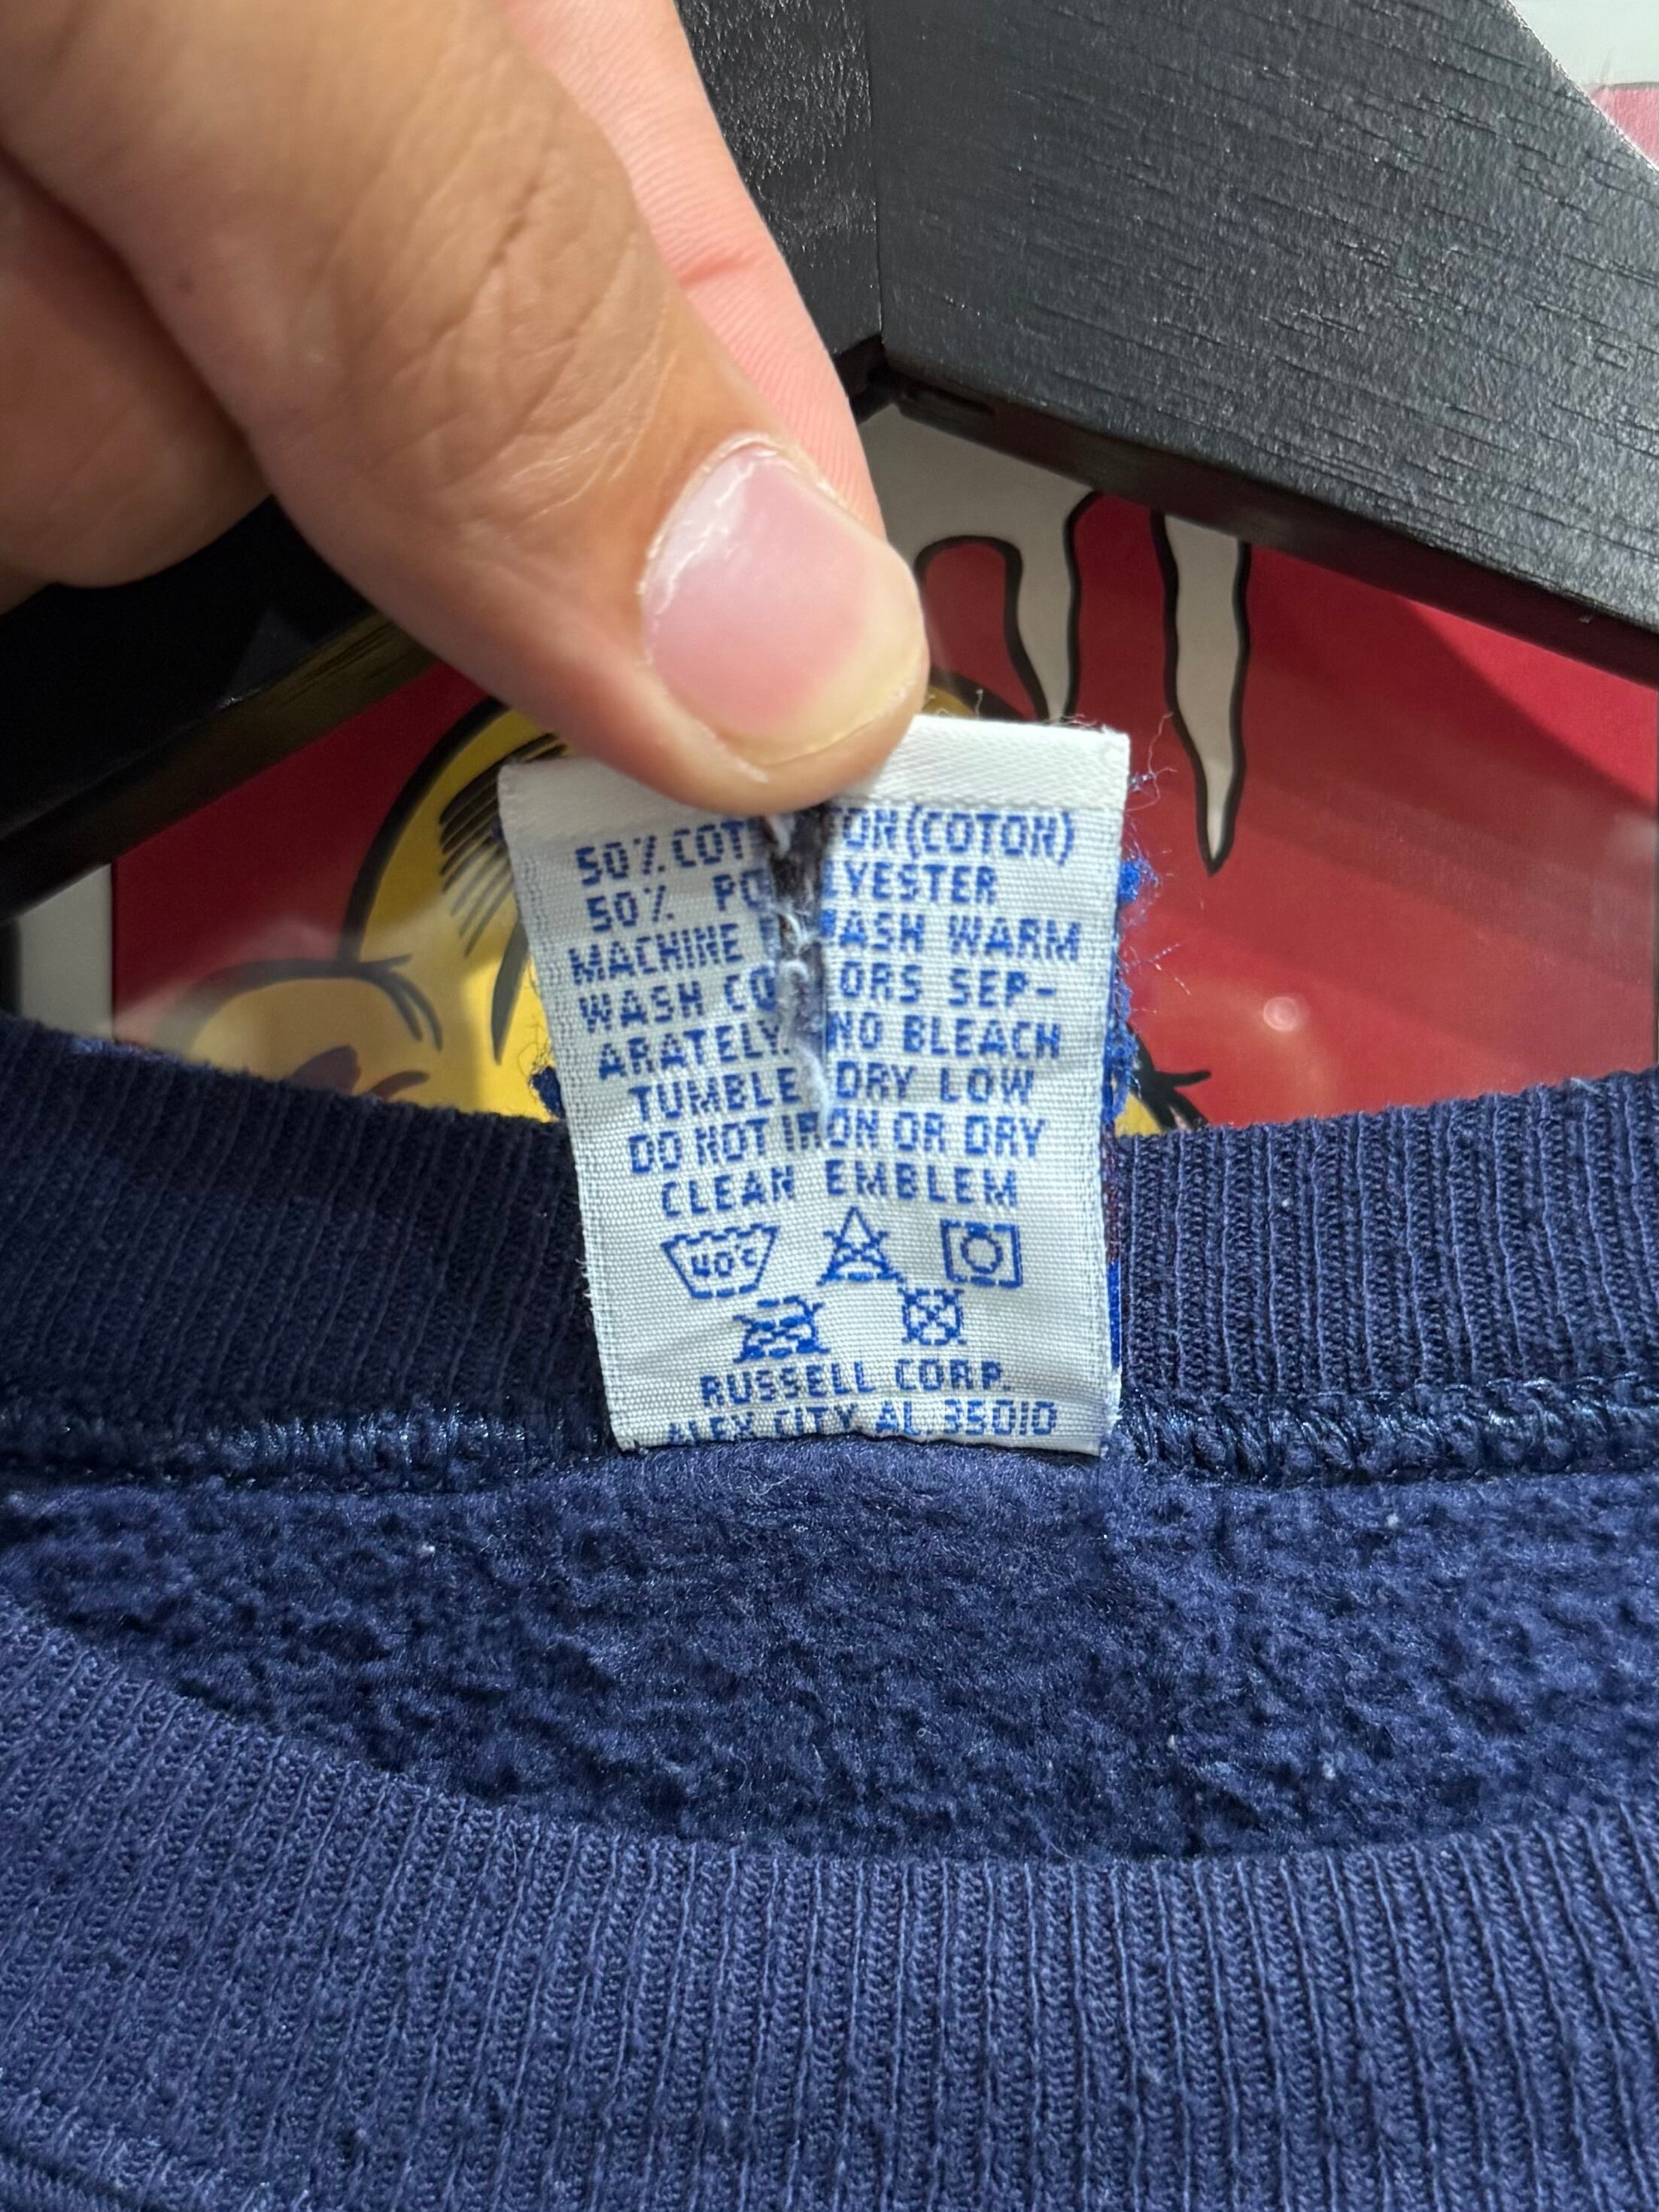 50% COTTON (COTON)
50% POLYESTER
MACHINE WASH WARM
WASH COLORS SEP-
ARATELY. NO BLEACH
TUMBLE DRY LOW
DO NOT IRON OR DRY
CLEAN EMBLEM
40°C
RUSSELL CORP.
ALEX CITY AL 35010